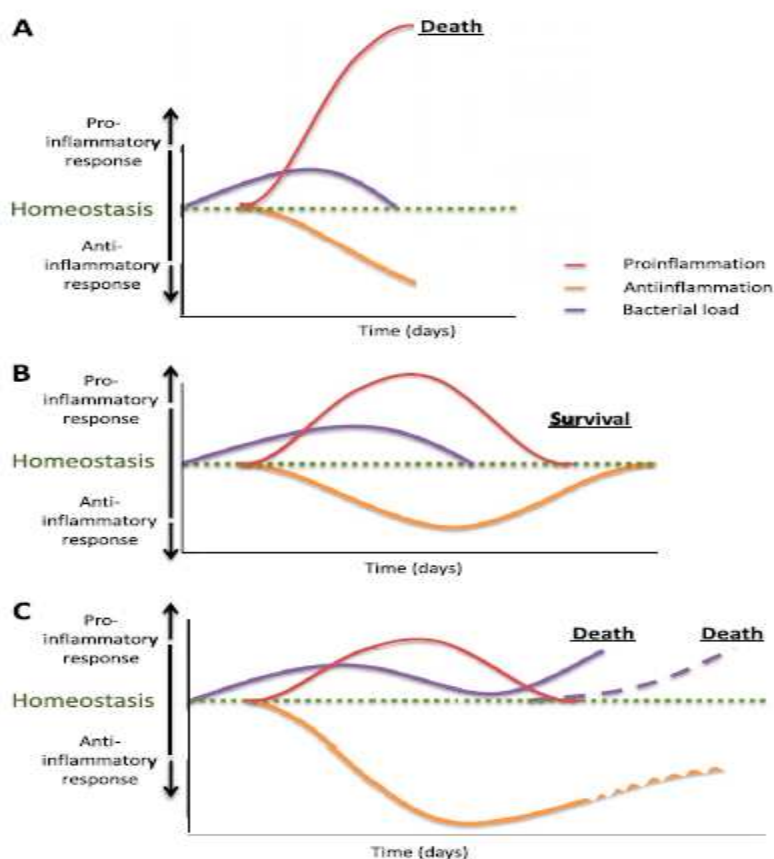 A
Death
Pro-
inflammatory
response
Homeostasis
Anti-
inflammatory
response
Proinflammation
Antiinflammation
Bacterial load
Time (days)
B
Pro-
inflammatory
response
Survival
Homeostasis
Anti-
inflammatory
response
Time (days)
C
Pro-
inflammatory
response
Death
Death
Homeostasis
Anti-
inflammatory
response
Time (days)